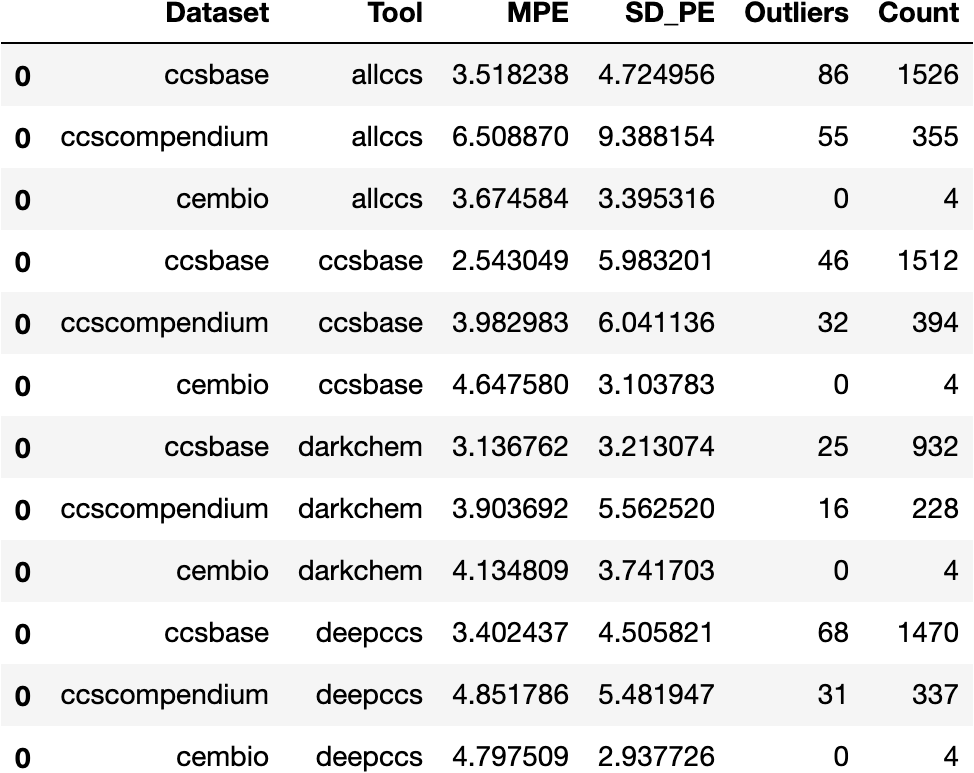 Dataset Tool MPE SD_PE Outliers Count
0 ccsbase allccs 3.518238 4.724956 86 1526
0 ccscompendium allccs 6.508870 9.388154 55 355
0 cembio allccs 3.674584 3.395316 0 4
0 ccsbase ccsbase 2.543049 5.983201 46 1512
0 ccscompendium ccsbase 3.982983 6.041136 32 394
0 cembio ccsbase 4.647580 3.103783 0 4
0 ccsbase darkchem 3.136762 3.213074 25 932
0 ccscompendium darkchem 3.903692 5.562520 16 228
0 cembio darkchem 4.134809 3.741703 0 4
0 ccsbase deepccs 3.402437 4.505821 68 1470
0 ccscompendium deepccs 4.851786 5.481947 31 337
0 cembio deepccs 4.797509 2.937726 0 4